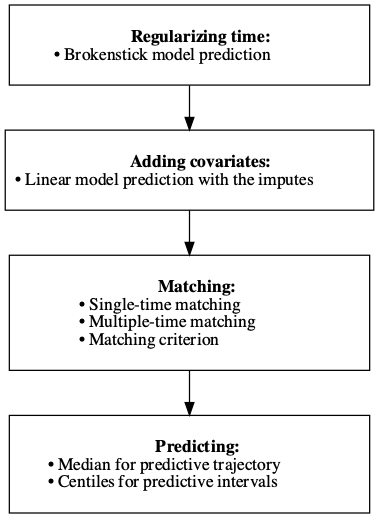 Regularizing time:
• Brokenstick model prediction
Adding covariates:
• Linear model prediction with the imputes
Matching:
• Single-time matching
• Multiple-time matching
• Matching criterion
Predicting:
• Median for predictive trajectory
• Centiles for predictive intervals